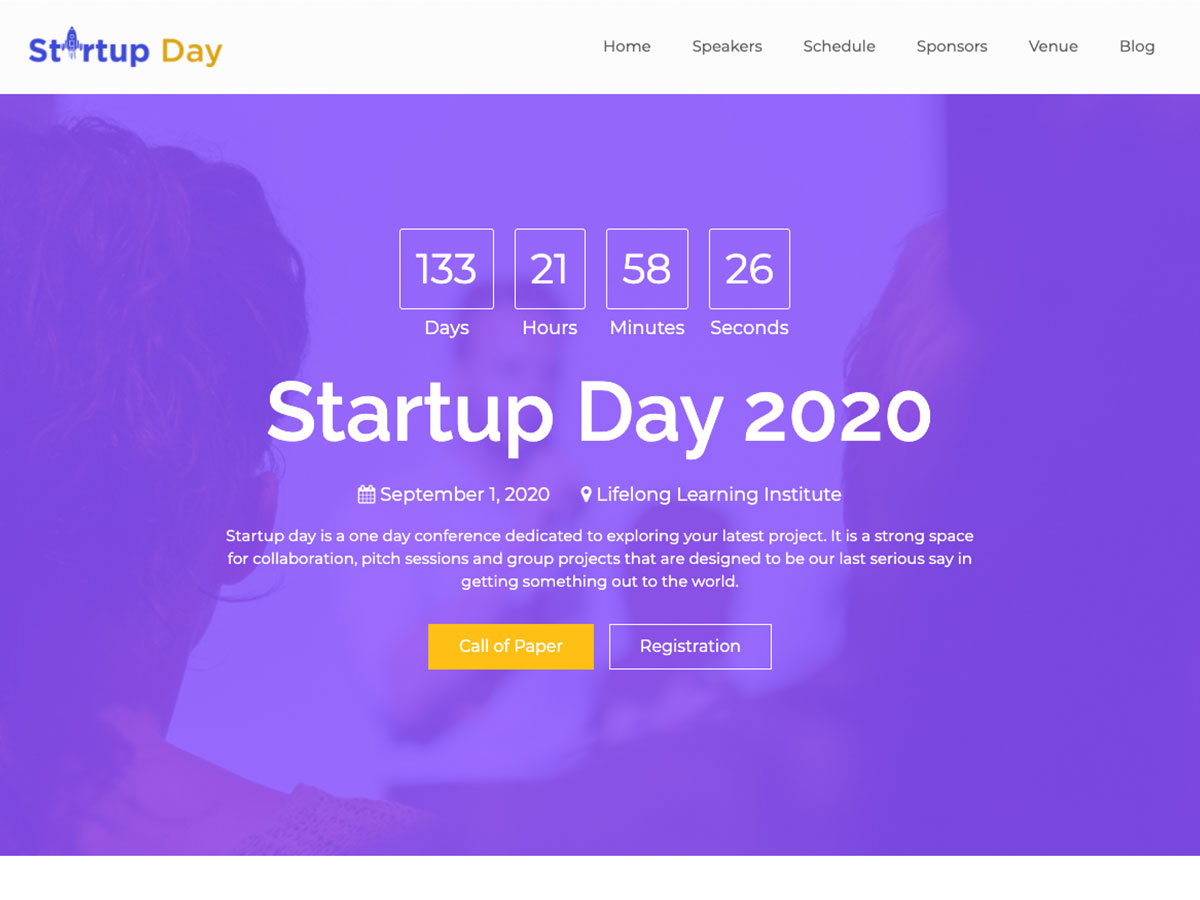 Startup Day
Home Speakers Schedule Sponsors Venue Blog
133 21 58 26
Days Hours Minutes Seconds
Startup Day 2020
September 1, 2020 Lifelong Learning Institute
Startup day is a one day conference dedicated to exploring your latest project. It is a strong space
for collaboration, pitch sessions and group projects that are designed to be our last serious say in
getting something out to the world.
Call of Paper Registration